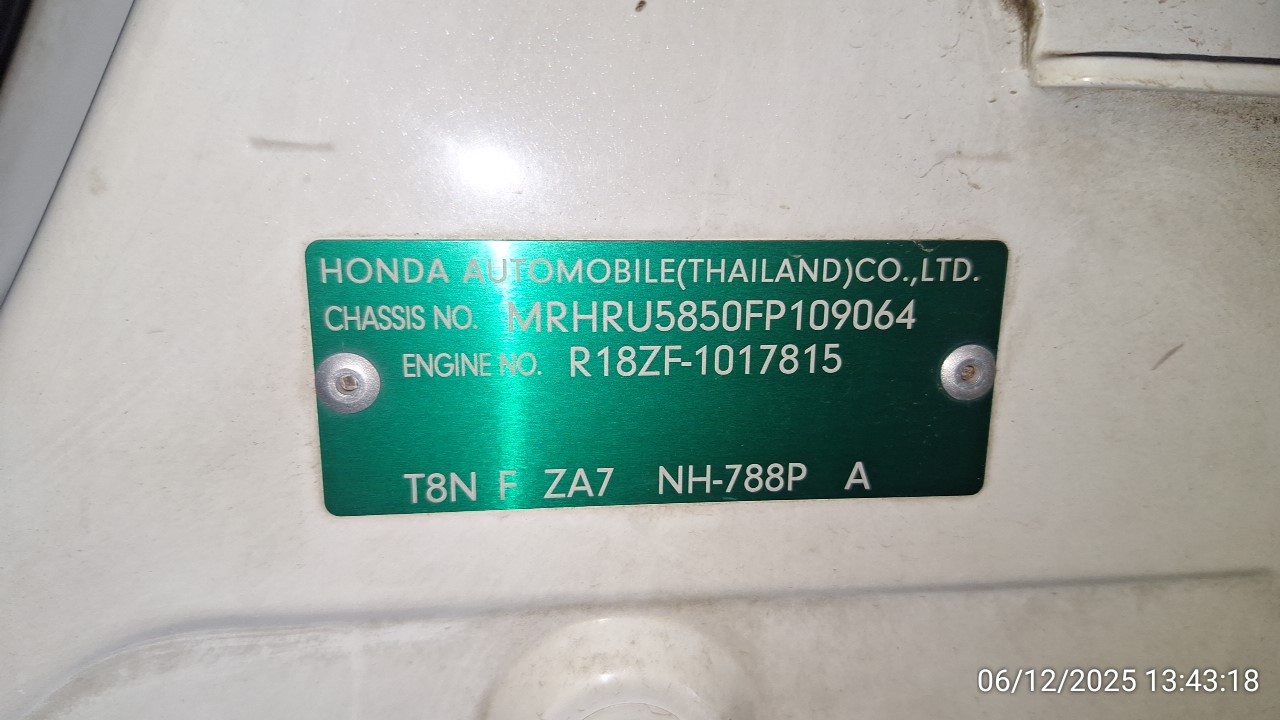 HONDA AUTOMOBILE(THAILAND)CO.,LTD.
CHASSIS NO. MRHRU5850FP109064
ENGINE NO. R18ZF-1017815
T8N F ZA7 NH-788P A
06/12/2025 13:43:18